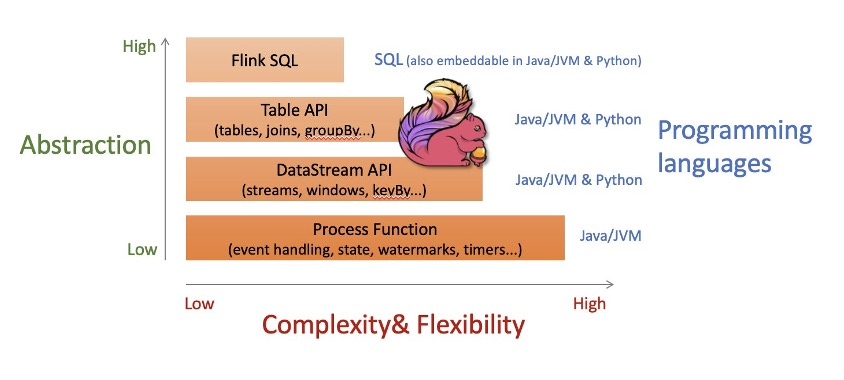 High
Flink SQL
SQL (also embeddable in Java/JVM & Python)
Table API
(tables, joins, groupBy...)
Java/JVM & Python
Abstraction
Programming
languages
DataStream API
(streams, windows, keyBy...)
Java/JVM & Python
Process Function
(event handling, state, watermarks, timers...)
Java/JVM
Low
Low
High
Complexity& Flexibility